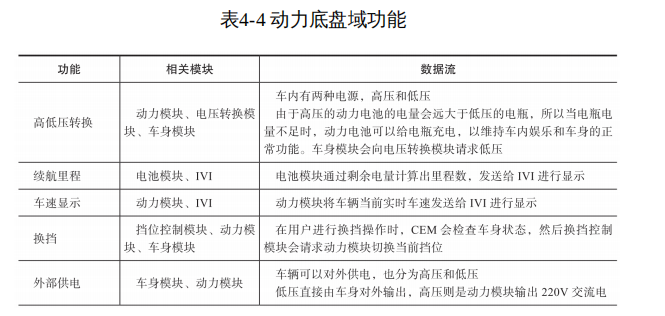 表4-4 动力底盘域功能
功能 相关模块 数据流
高低压转换
动力模块、电压转换模
块、车身模块
车内有两种电源，高压和低压
由于高压的动力电池的电量会远大于低压的电瓶，所以当电瓶电
量不足时，动力电池可以给电瓶充电，以维持车内娱乐和车身的正
常功能。车身模块会向电压转换模块请求低压
续航里程 电池模块、IVI 电池模块通过剩余电量计算出里程数，发送给 IVI 进行显示
车速显示 动力模块、IVI 动力模块将车辆当前实时车速发送给 IVI 进行显示
换挡
挡位控制模块、动力模
块、车身模块
在用户进行换挡操作时，CEM 会检查车身状态，然后换挡控制
模块会请求动力模块切换当前挡位
外部供电
车身模块、动力模块
车辆可以对外供电，也分为高压和低压
低压直接由车身对外输出，高压则是动力模块输出 220V 交流电